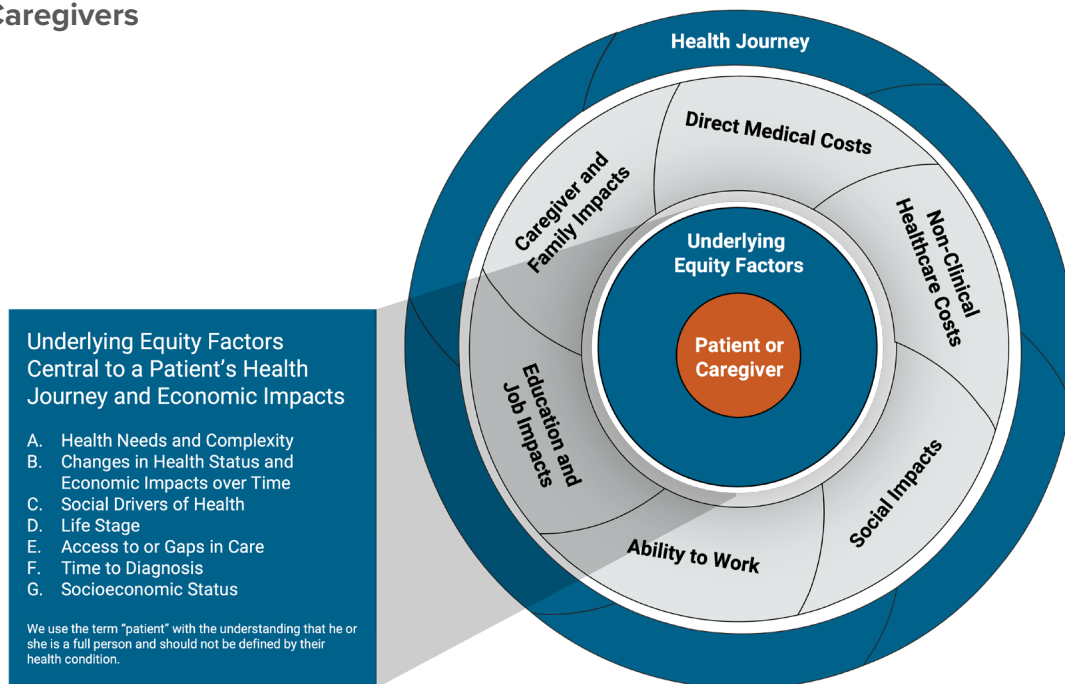 Caregivers
Health Journey
Direct Medical Costs
Caregiver and
Family Impacts
Non-Clinical
Healthcare Costs
Underlying
Equity Factors
Patient or
Caregiver
Education and
Job Impacts
Social Impacts
Ability to Work
Underlying Equity Factors
Central to a Patient’s Health
Journey and Economic Impacts
A. Health Needs and Complexity
B. Changes in Health Status and
Economic Impacts over Time
C. Social Drivers of Health
D. Life Stage
E. Access to or Gaps in Care
F. Time to Diagnosis
G. Socioeconomic Status
We use the term “patient” with the understanding that he or
she is a full person and should not be defined by their
health condition.